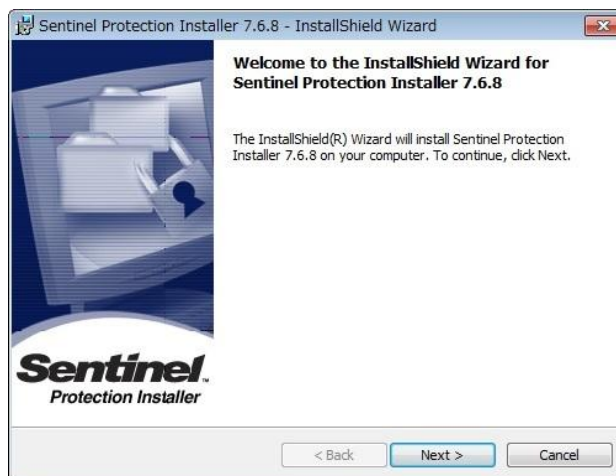 Sentinel Protection Installer 7.6.8 - InstallShield Wizard
Welcome to the InstallShield Wizard for
Sentinel Protection Installer 7.6.8
The InstallShield(R) Wizard will install Sentinel Protection
Installer 7.6.8 on your computer. To continue, click Next.
Sentinel™
Protection Installer
< Back
Next >
Cancel